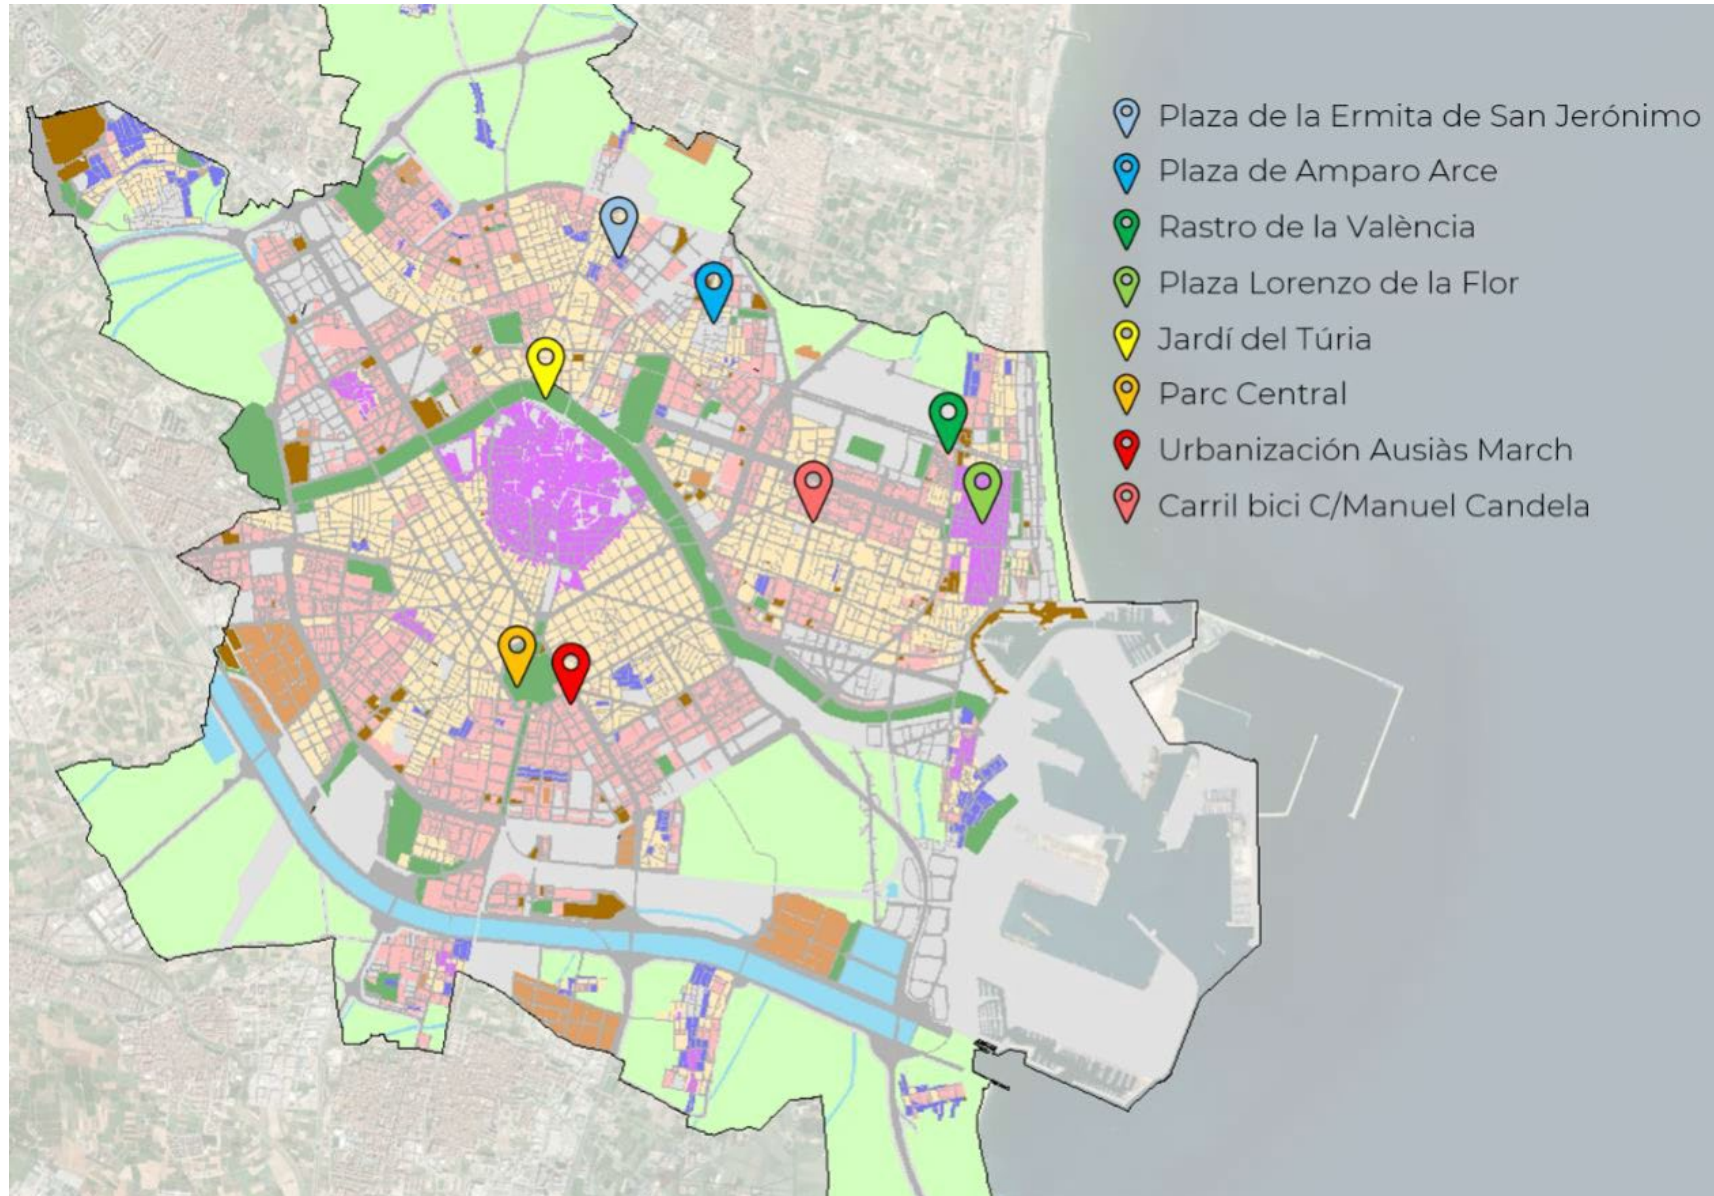 Plaza de la Ermita de San Jerónimo
Plaza de Amparo Arce
Rastro de la València
Plaza Lorenzo de la Flor
Jardí del Túria
Parc Central
Urbanización Ausiàs March
Carril bici C/Manuel Candela